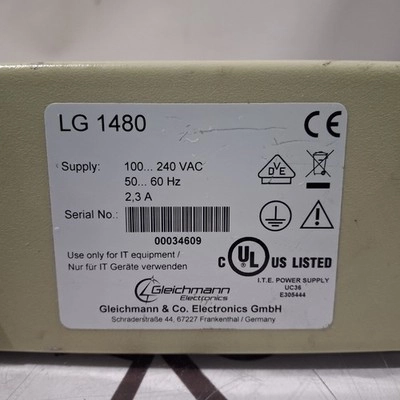 LG 1480
CE
Supply: 100... 240 VAC
50... 60 Hz
2,3 A
DVE
Serial No.:
00034609
Use only for IT equipment /
Nur für IT Geräte verwenden
C UL US LISTED
I.T.E. POWER SUPPLY
UC36
E305444
Gleichmann
Electronics
Gleichmann & Co. Electronics GmbH
Schraderstraße 44, 67227 Frankenthal / Germany